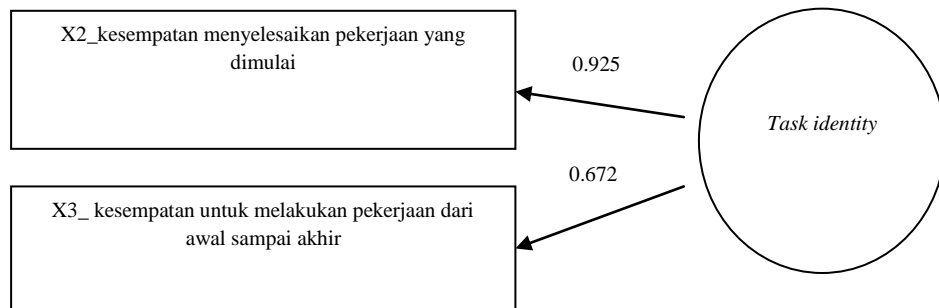 X2_kesempatan menyelesaikan pekerjaan yang
dimulai
0.925
Task identity
0.672
X3_ kesempatan untuk melakukan pekerjaan dari
awal sampai akhir